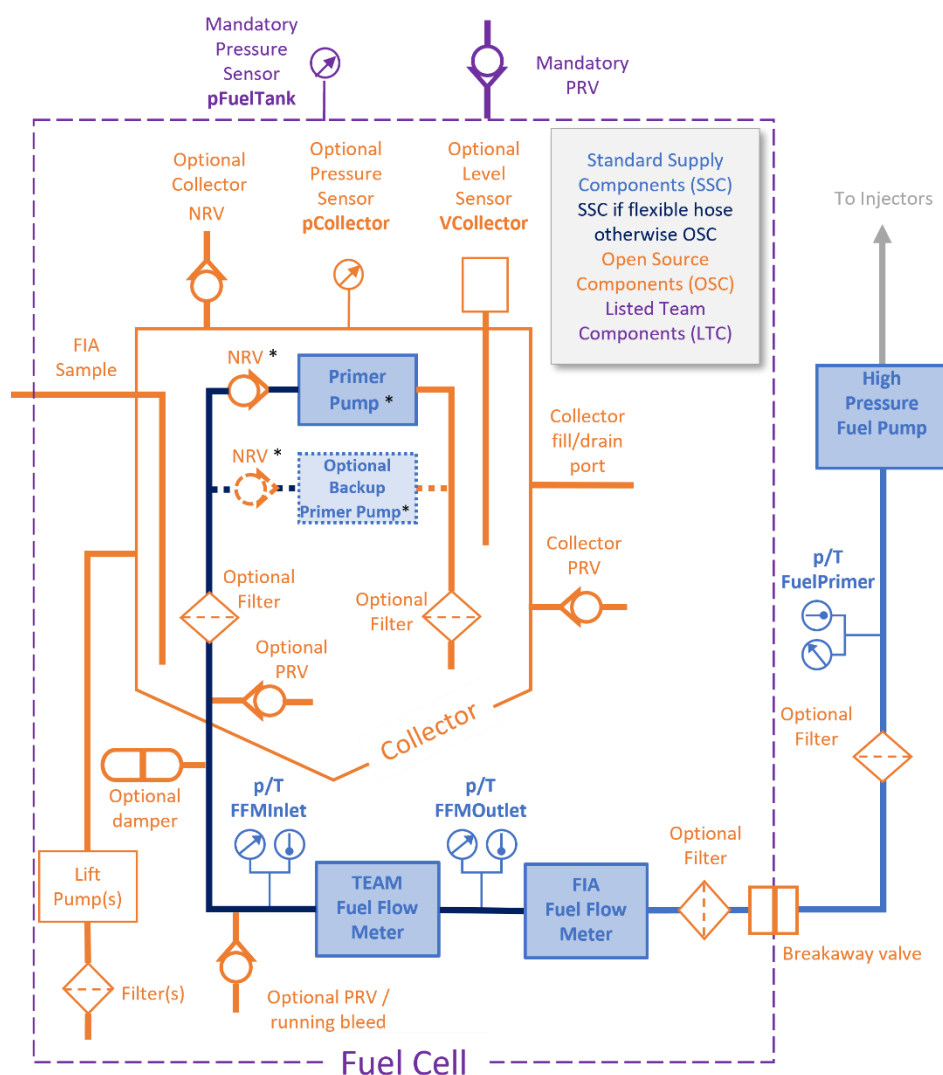 Mandatory
Pressure
Sensor
pFuelTank
Mandatory
PRV
Optional
Collector
NRV
Optional
Pressure
Sensor
pCollector
Optional
Level
Sensor
VCollector
Standard Supply
Components (SSC)
SSC if flexible hose
otherwise OSC
Open Source
Components (OSC)
Listed Team
Components (LTC)
To Injectors
FIA
Sample
NRV *
Primer
Pump *
NRV *
Optional
Backup
Primer Pump*
Collector
fill/drain
port
High
Pressure
Fuel Pump
Collector
PRV
p/T
FuelPrimer
Optional
Filter
Optional
Filter
Optional
PRV
Collector
Optional
Filter
Optional
damper
p/T
FFMInlet
p/T
FFMOutlet
Optional
Filter
Lift
Pump(s)
TEAM
Fuel Flow
Meter
FIA
Fuel Flow
Meter
Breakaway valve
Filter(s)
Optional PRV /
running bleed
Fuel Cell